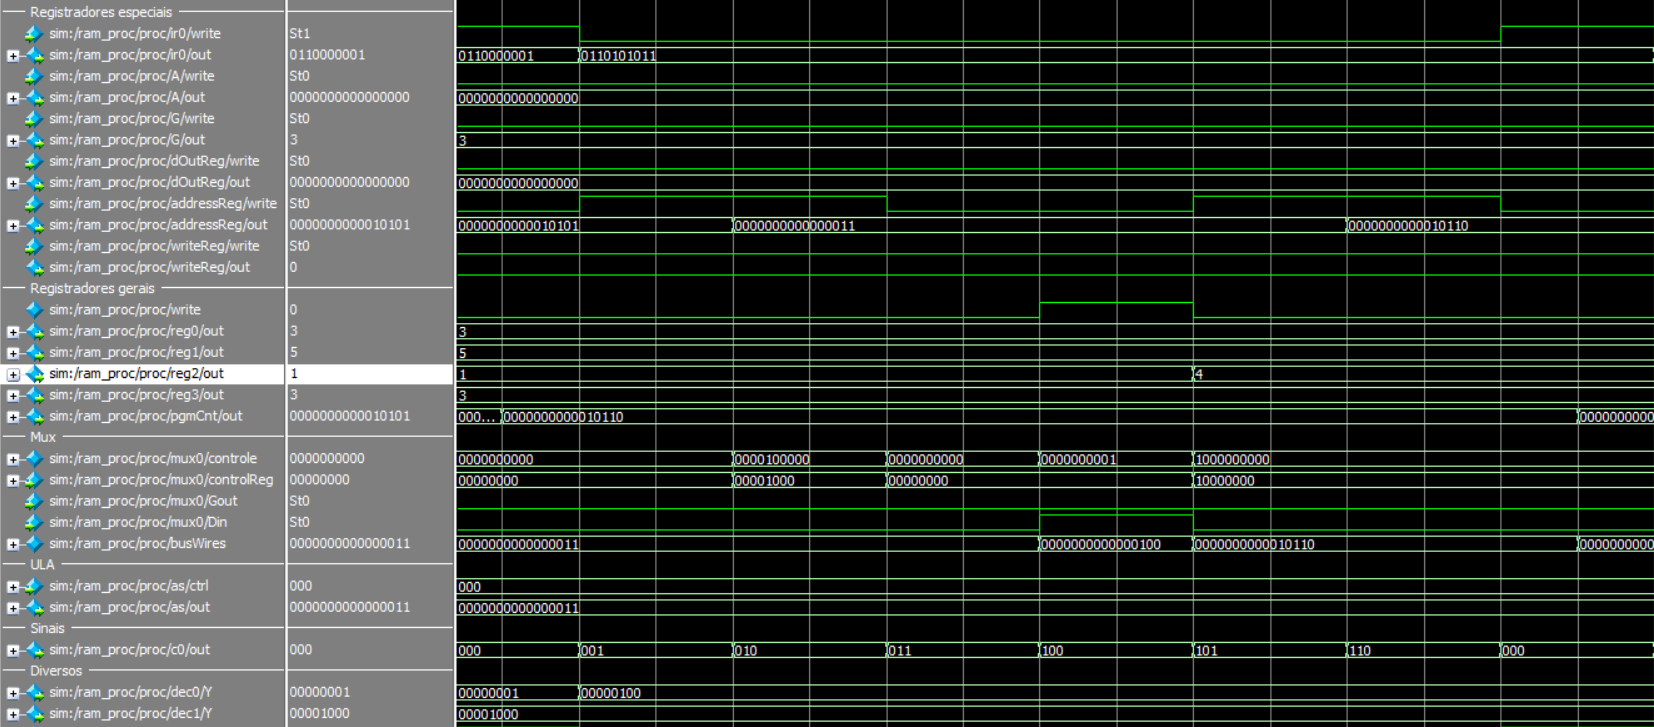 Registradores especiais
sim:/ram_proc/proc/ir0/write St1
sim:/ram_proc/proc/ir0/out 0110000001 0110000001 0110101011
sim:/ram_proc/proc/A/write St0
sim:/ram_proc/proc/A/out 0000000000000000 0000000000000000
sim:/ram_proc/proc/G/write St0
sim:/ram_proc/proc/G/out 3 3
sim:/ram_proc/proc/dOutReg/write St0
sim:/ram_proc/proc/dOutReg/out 0000000000000000 0000000000000000
sim:/ram_proc/proc/addressReg/write St0
sim:/ram_proc/proc/addressReg/out 0000000000010101 0000000000010101 0000000000000011 0000000000010110
sim:/ram_proc/proc/writeReg/write St0
sim:/ram_proc/proc/writeReg/out 0
Registradores gerais
sim:/ram_proc/proc/write 0
sim:/ram_proc/proc/reg0/out 3 3
sim:/ram_proc/proc/reg1/out 5 5
sim:/ram_proc/proc/reg2/out 1 1 4
sim:/ram_proc/proc/reg3/out 3 3
sim:/ram_proc/proc/pgmCnt/out 0000000000010101 000... 0000000000010110 0000000000
Mux
sim:/ram_proc/proc/mux0/controle 0000000000 0000000000 0000100000 0000000000 0000000001 1000000000
sim:/ram_proc/proc/mux0/controlReg 00000000 00000000 00001000 00000000 10000000
sim:/ram_proc/proc/mux0/Gout St0
sim:/ram_proc/proc/mux0/Din St0
sim:/ram_proc/proc/busWires 0000000000000011 0000000000000011 0000000000000100 0000000000010110 0000000000
ULA
sim:/ram_proc/proc/as/ctrl 000 000
sim:/ram_proc/proc/as/out 0000000000000011 0000000000000011
Sinais
sim:/ram_proc/proc/c0/out 000 000 001 010 011 100 101 110 000
Diversos
sim:/ram_proc/proc/dec0/Y 00000001 00000001 00000100
sim:/ram_proc/proc/dec1/Y 00001000 00001000